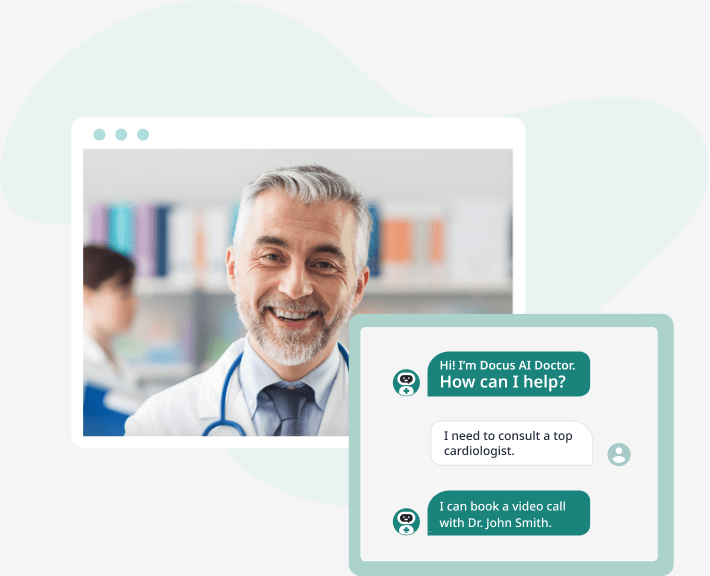 Hi! I'm Docus AI Doctor.
How can I help?
I need to consult a top
cardiologist.
I can book a video call
with Dr. John Smith.